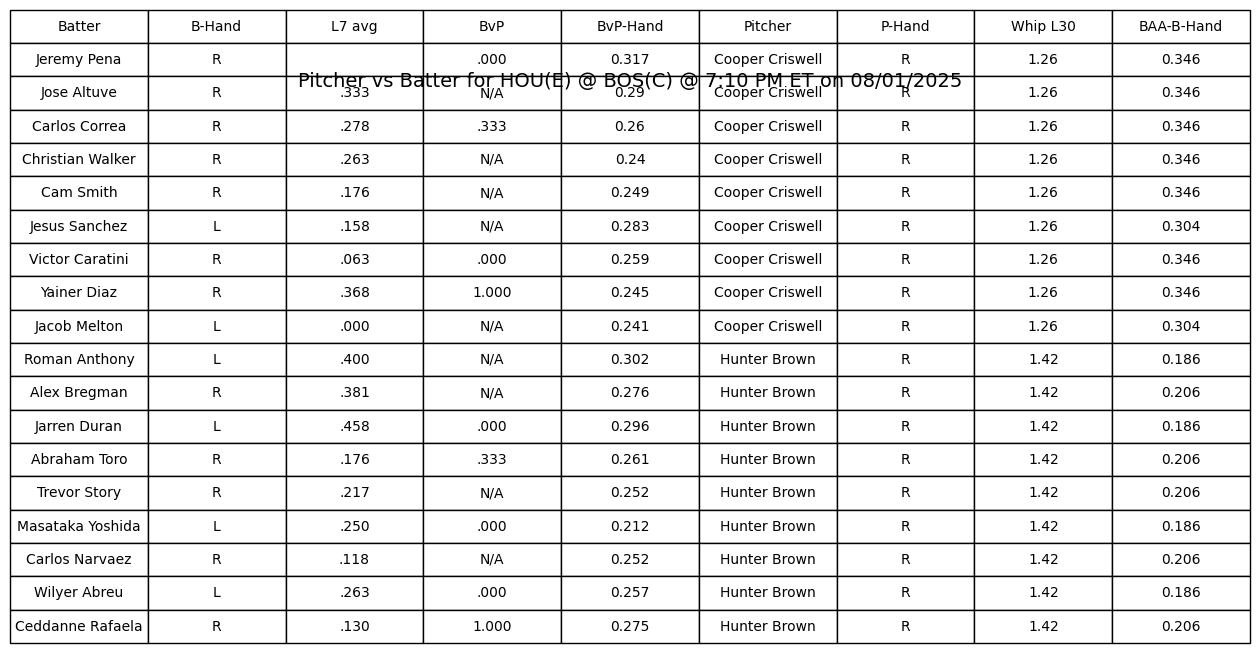 Batter B-Hand L7 avg BvP BvP-Hand Pitcher P-Hand Whip L30 BAA-B-Hand
Jeremy Pena R .000 0.317 Cooper Criswell R 1.26 0.346
Pitcher vs Batter for HOU(E) @ BOS(C) @ 7:10 PM ET on 08/01/2025
Jose Altuve R .333 N/A 0.29 Cooper Criswell R 1.26 0.346
Carlos Correa R .278 .333 0.26 Cooper Criswell R 1.26 0.346
Christian Walker R .263 N/A 0.24 Cooper Criswell R 1.26 0.346
Cam Smith R .176 N/A 0.249 Cooper Criswell R 1.26 0.346
Jesus Sanchez L .158 N/A 0.283 Cooper Criswell R 1.26 0.304
Victor Caratini R .063 .000 0.259 Cooper Criswell R 1.26 0.346
Yainer Diaz R .368 1.000 0.245 Cooper Criswell R 1.26 0.346
Jacob Melton L .000 N/A 0.241 Cooper Criswell R 1.26 0.304
Roman Anthony L .400 N/A 0.302 Hunter Brown R 1.42 0.186
Alex Bregman R .381 N/A 0.276 Hunter Brown R 1.42 0.206
Jarren Duran L .458 .000 0.296 Hunter Brown R 1.42 0.186
Abraham Toro R .176 .333 0.261 Hunter Brown R 1.42 0.206
Trevor Story R .217 N/A 0.252 Hunter Brown R 1.42 0.206
Masataka Yoshida L .250 .000 0.212 Hunter Brown R 1.42 0.186
Carlos Narvaez R .118 N/A 0.252 Hunter Brown R 1.42 0.206
Wilyer Abreu L .263 .000 0.257 Hunter Brown R 1.42 0.186
Ceddanne Rafaela R .130 1.000 0.275 Hunter Brown R 1.42 0.206